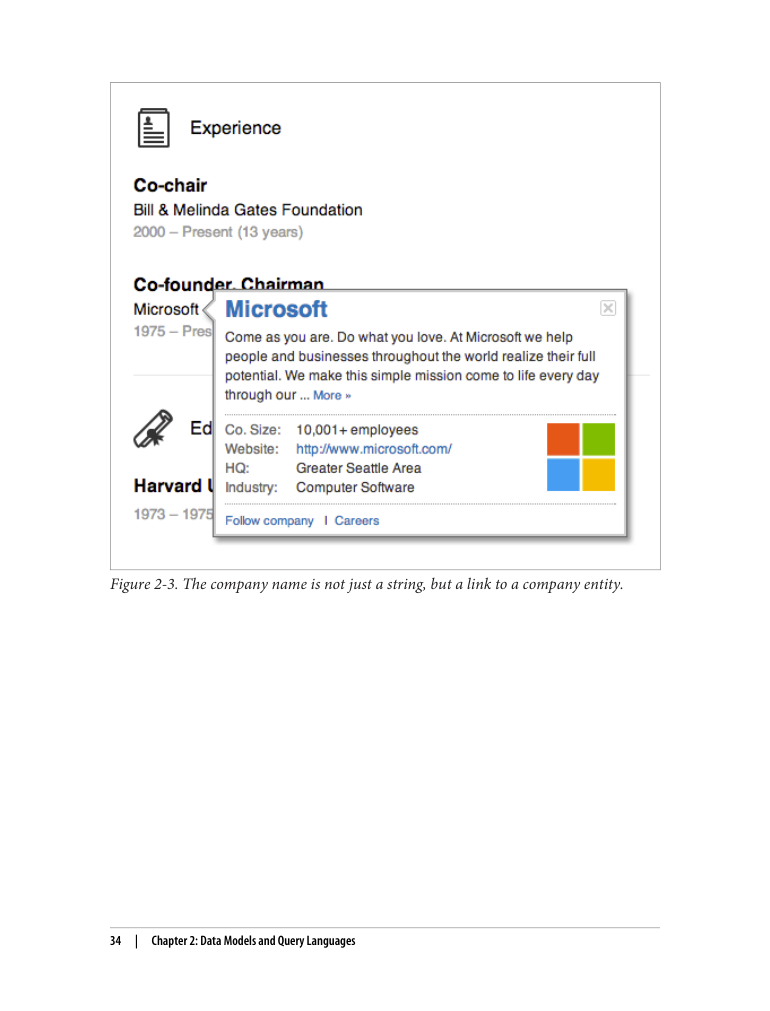 Experience
Co-chair
Bill & Melinda Gates Foundation
2000 – Present (13 years)
Co-founder, Chairman
Microsoft
1975 –
Microsoft
Come as you are. Do what you love. At Microsoft we help
people and businesses throughout the world realize their full
potential. We make this simple mission come to life every day
through our ... More »
Co. Size: 10,001+ employees
Website: http://www.microsoft.com/
HQ: Greater Seattle Area
Industry: Computer Software
Follow company | Careers
Harvard
1973 – 1975
Figure 2-3. The company name is not just a string, but a link to a company entity.
34 | Chapter 2: Data Models and Query Languages